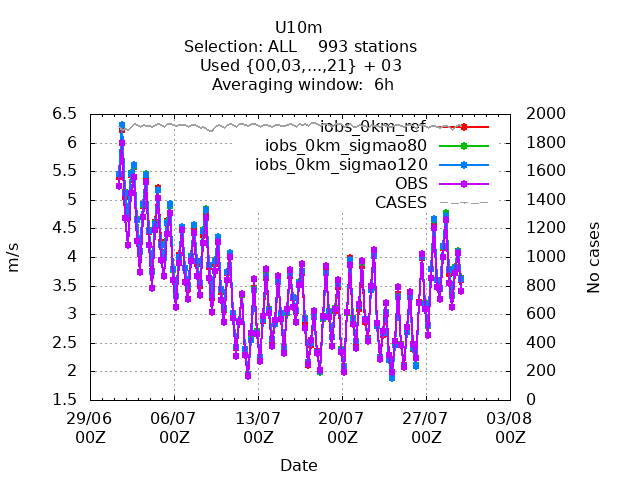 U10m
Selection: ALL    993 stations
Used {00,03,...,21} + 03
Averaging window:  6h
6.5
6
5.5
5
4.5
4
3.5
3
2.5
2
1.5
m/s
2000
1800
1600
1400
1200
1000
800
600
400
200
0
No cases
iobs_0km_ref
iobs_0km_sigmao80
iobs_0km_sigmao120
OBS
CASES
29/06 06/07 13/07 20/07 27/07 03/08
00Z 00Z 00Z 00Z 00Z 00Z
Date